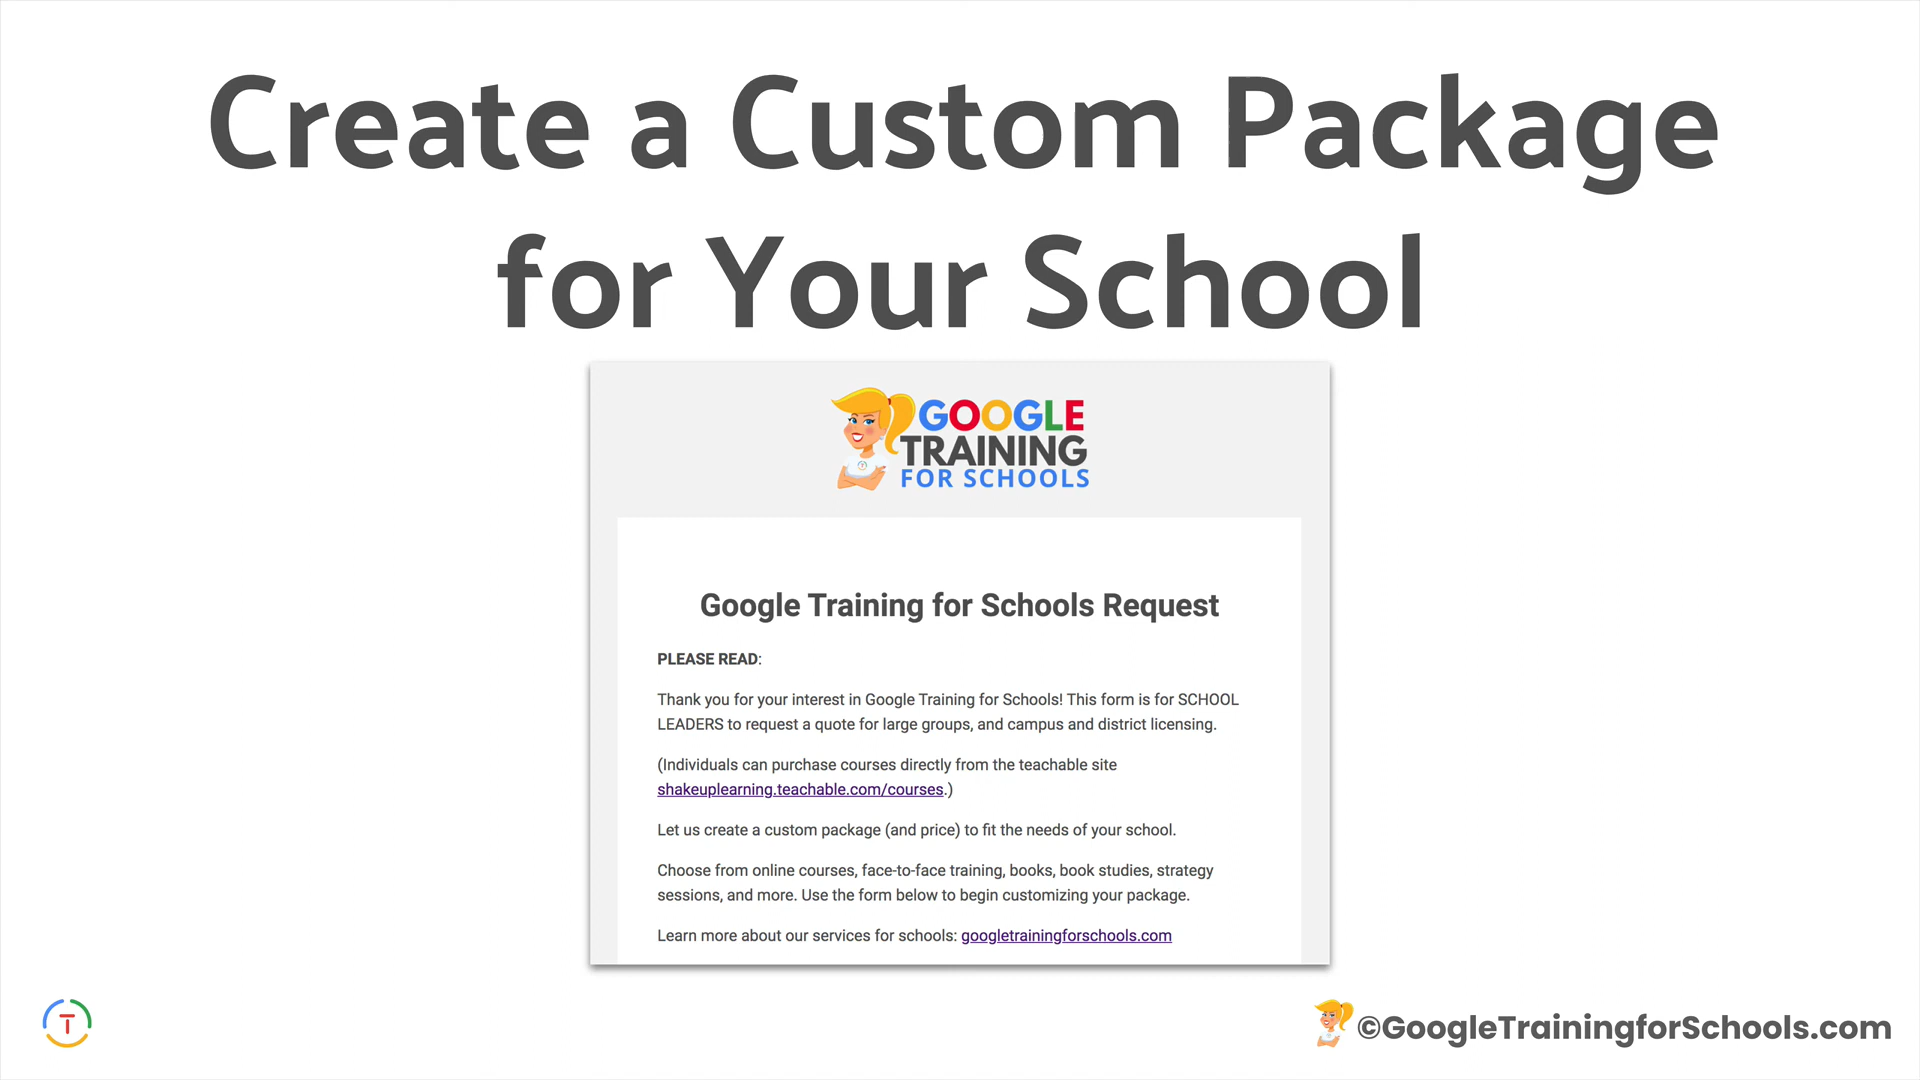 Create a Custom Package
for Your School
GOOGLE
TRAINING
FOR SCHOOLS
Google Training for Schools Request
PLEASE READ:
Thank you for your interest in Google Training for Schools! This form is for SCHOOL
LEADERS to request a quote for large groups, and campus and district licensing.
(Individuals can purchase courses directly from the teachable site
shakeuplearning.teachable.com/courses.)
Let us create a custom package (and price) to fit the needs of your school.
Choose from online courses, face-to-face training, books, book studies, strategy
sessions, and more. Use the form below to begin customizing your package.
Learn more about our services for schools: googletrainingforschools.com
T
©GoogleTrainingforSchools.com